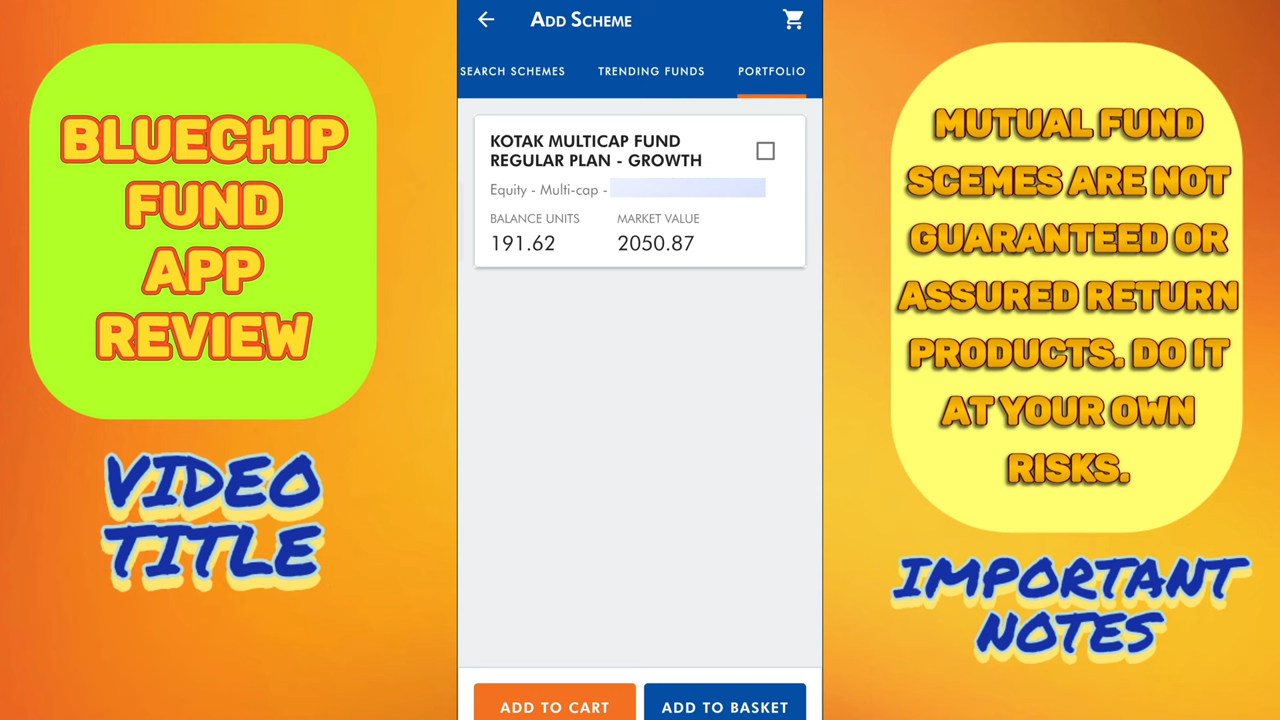 BLUECHIP
FUND
APP
REVIEW
VIDEO
TITLE
ADD SCHEME
SEARCH SCHEMES
TRENDING FUNDS
PORTFOLIO
KOTAK MULTICAP FUND
REGULAR PLAN - GROWTH
Equity - Multi-cap -
BALANCE UNITS
MARKET VALUE
191.62
2050.87
ADD TO CART
ADD TO BASKET
MUTUAL FUND
SCEMES ARE NOT
GUARANTEED OR
ASSURED RETURN
PRODUCTS. DO IT
AT YOUR OWN
RISKS.
IMPORTANT
NOTES